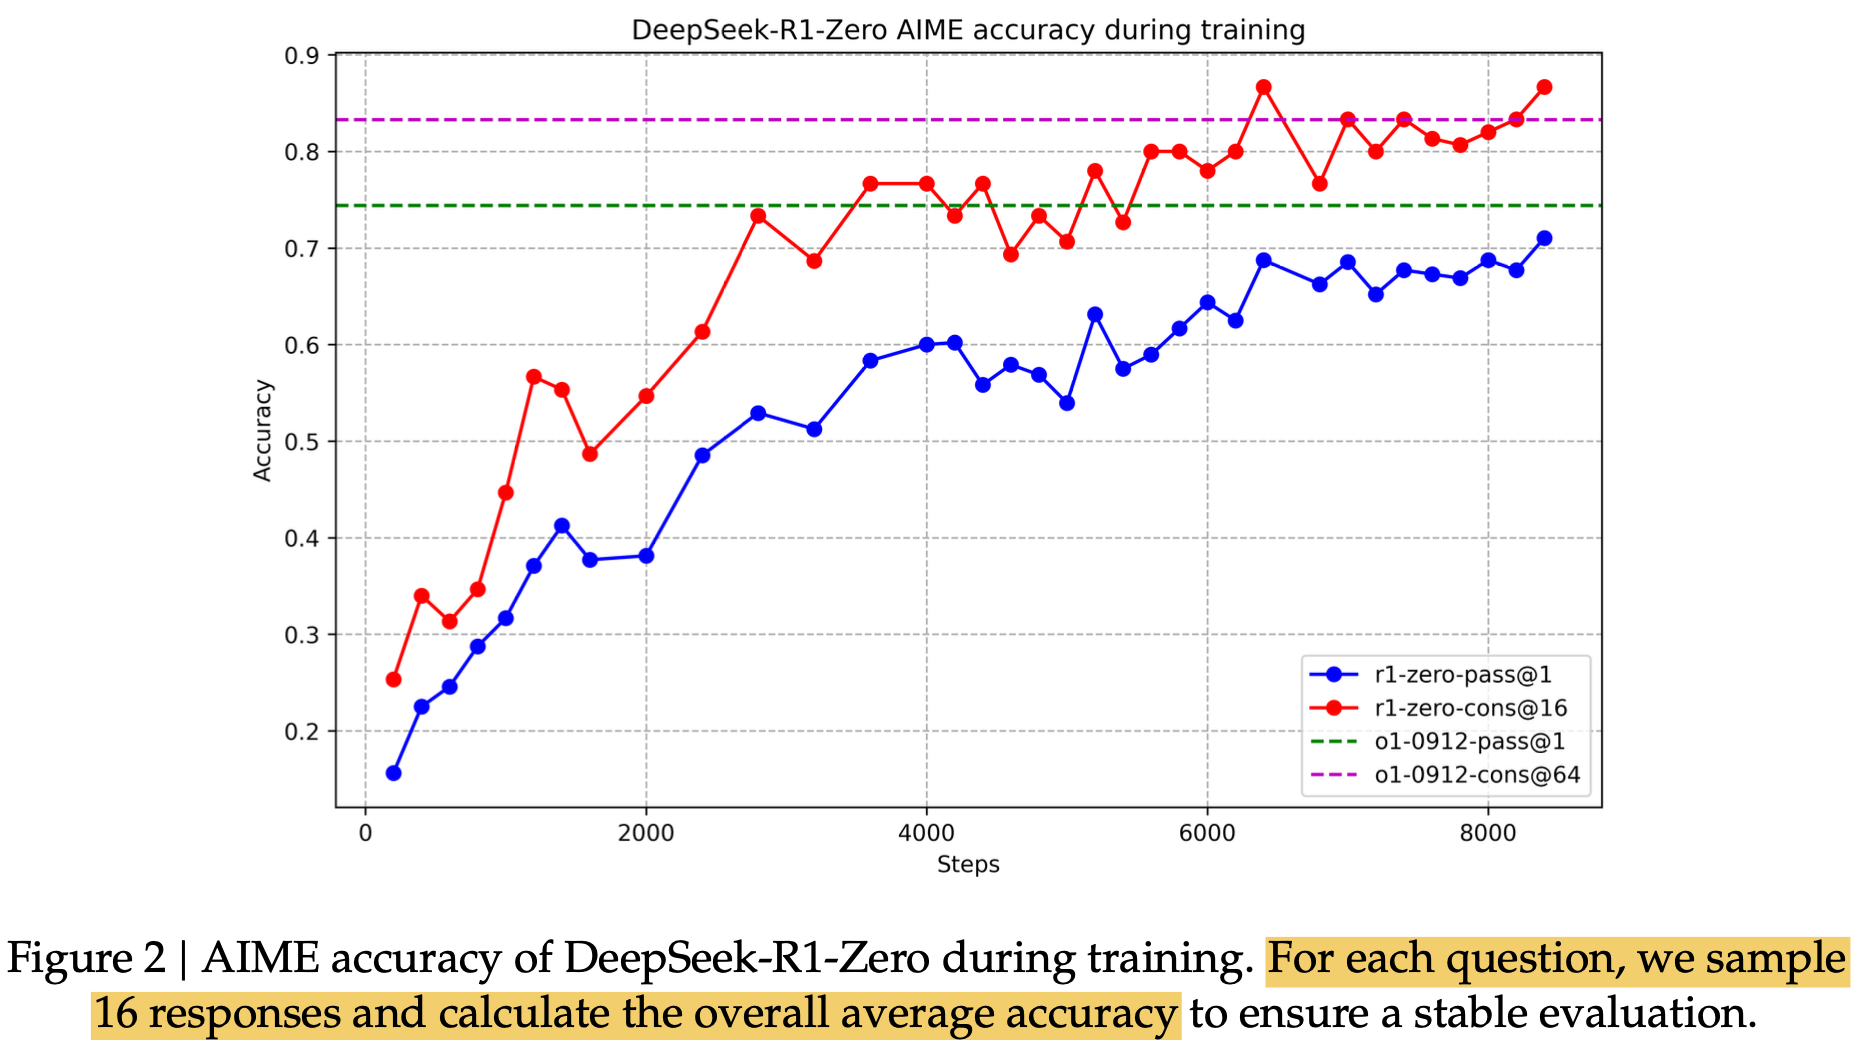 DeepSeek-R1-Zero AIME accuracy during training
0.9
0.8
0.7
0.6
0.5
0.4
0.3
0.2
Accuracy
0 2000 4000 6000 8000
Steps
r1-zero-pass@1
r1-zero-cons@16
o1-0912-pass@1
o1-0912-cons@64
Figure 2 | AIME accuracy of DeepSeek-R1-Zero during training. For each question, we sample
16 responses and calculate the overall average accuracy to ensure a stable evaluation.